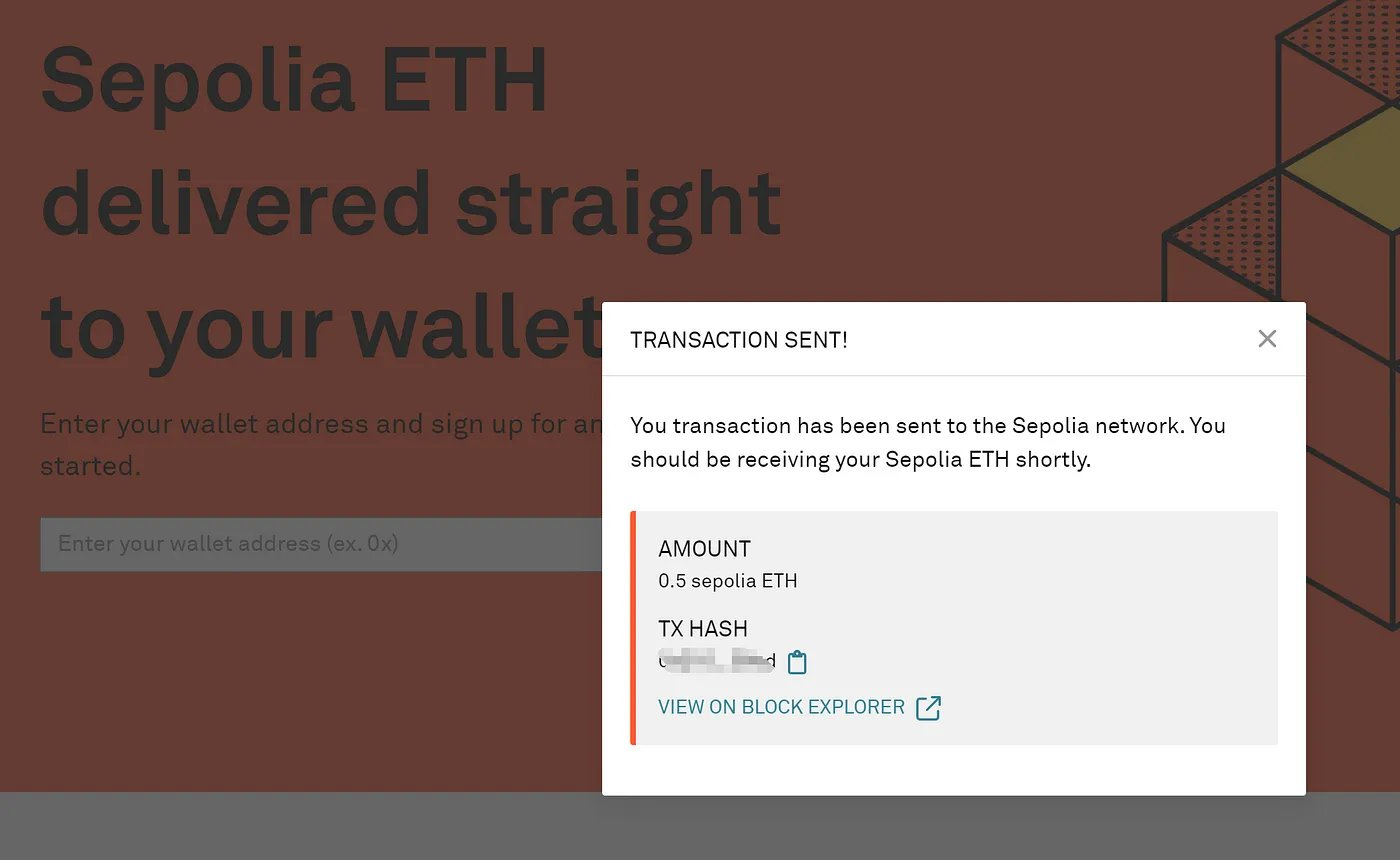 Sepolia ETH
delivered straight
to your wallet
Enter your wallet address and sign up for an
started.
Enter your wallet address (ex. 0x)
TRANSACTION SENT!
You transaction has been sent to the Sepolia network. You
should be receiving your Sepolia ETH shortly.
AMOUNT
0.5 sepolia ETH
TX HASH
VIEW ON BLOCK EXPLORER